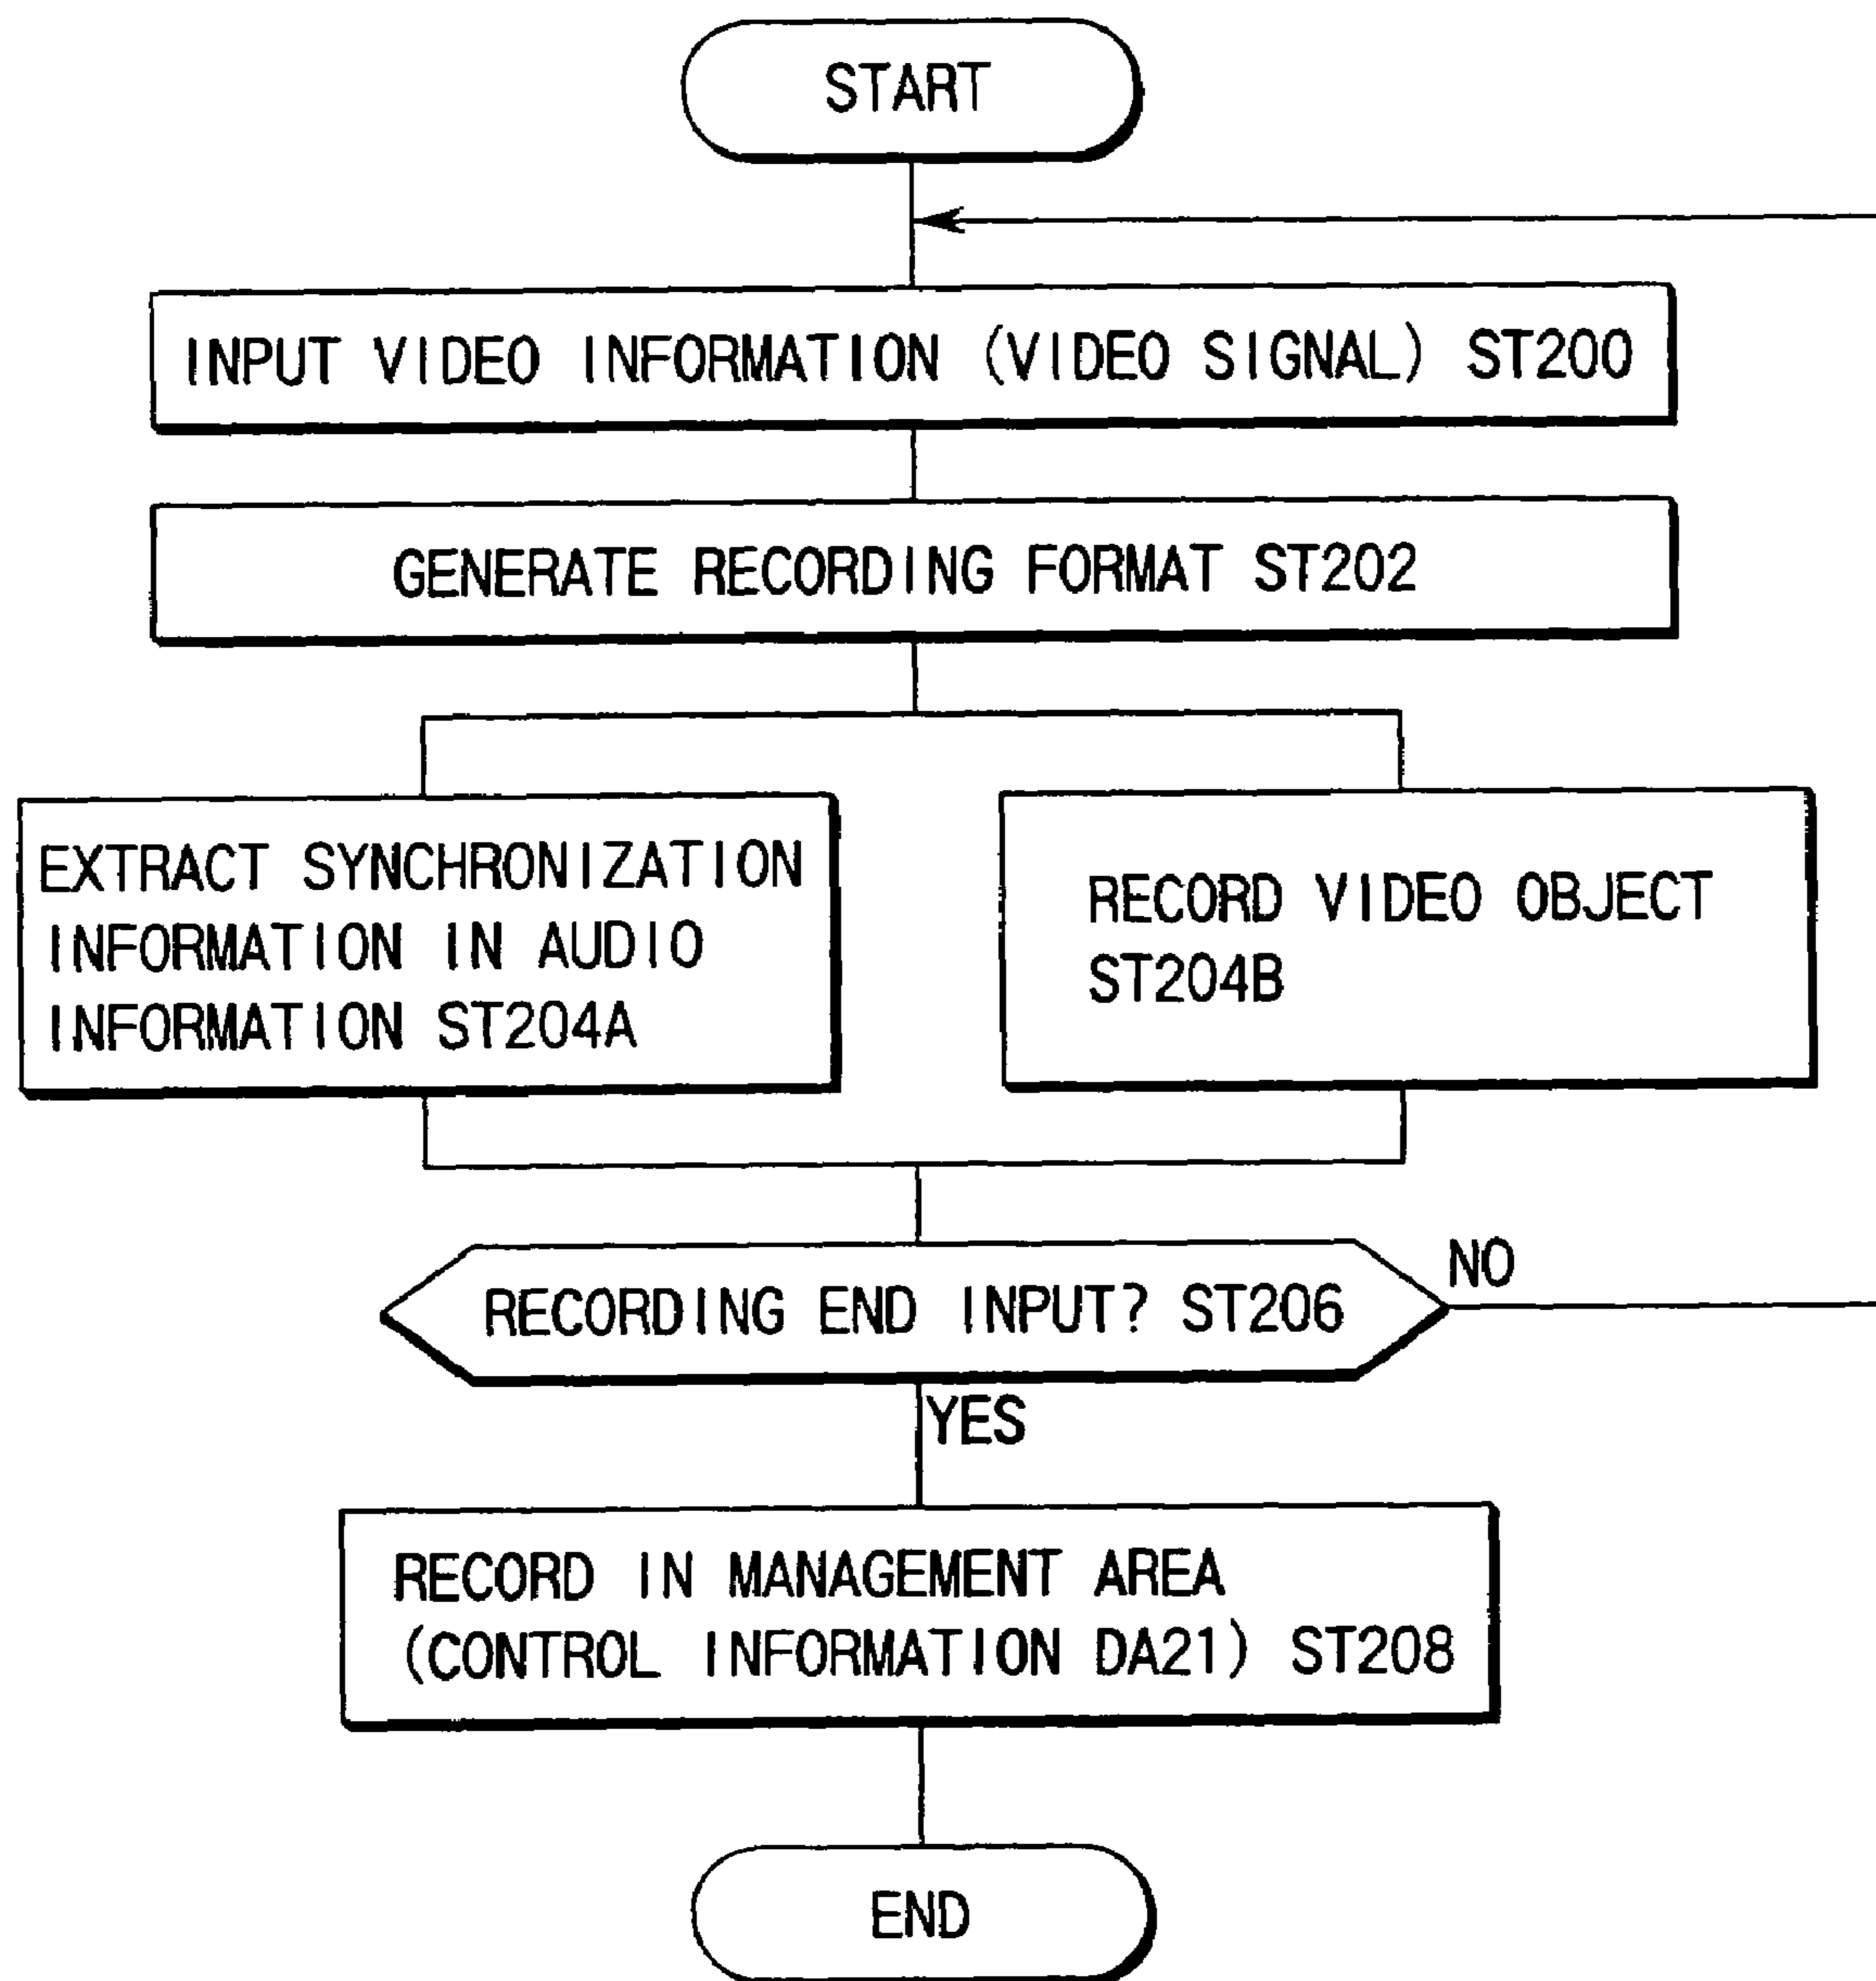 START
INPUT VIDEO INFORMATION (VIDEO SIGNAL) ST200
GENERATE RECORDING FORMAT ST202
EXTRACT SYNCHRONIZATION
INFORMATION IN AUDIO
INFORMATION ST204A
RECORD VIDEO OBJECT
ST204B
RECORDING END INPUT? ST206
NO
YES
RECORD IN MANAGEMENT AREA
(CONTROL INFORMATION DA21) ST208
END